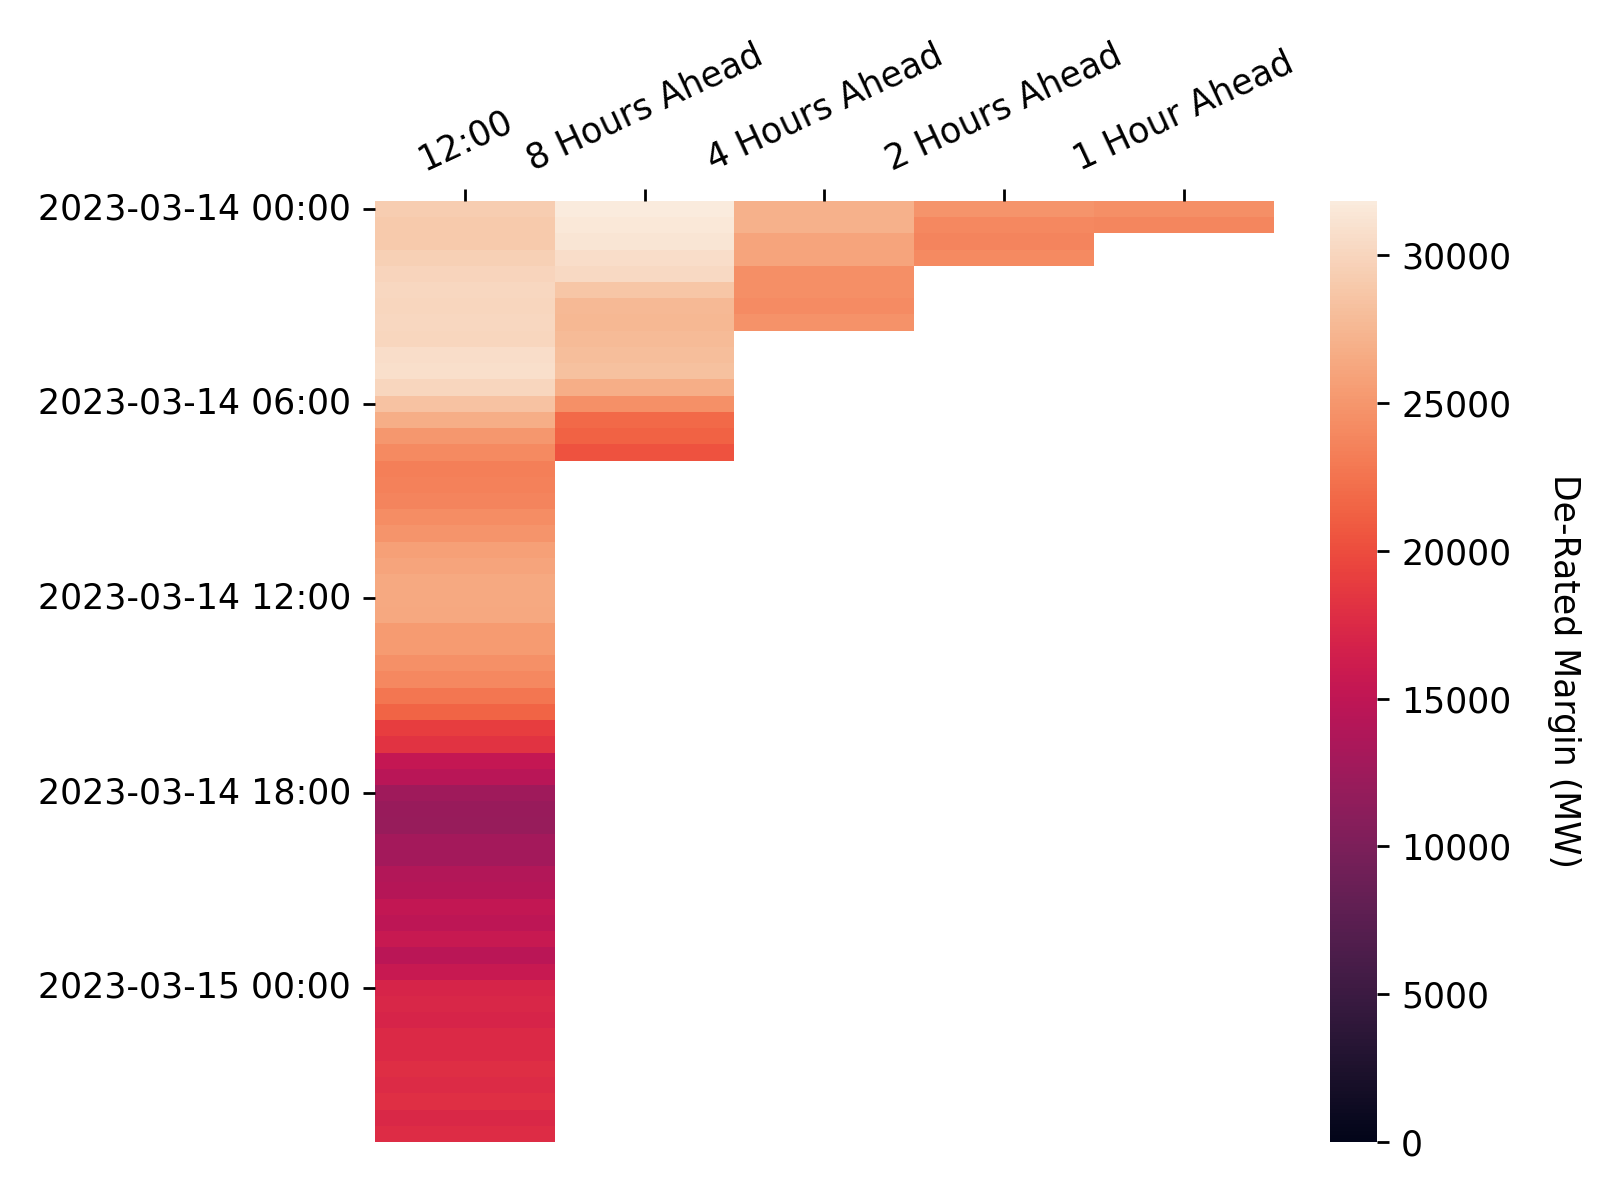 12:00
8 Hours Ahead
4 Hours Ahead
2 Hours Ahead
1 Hour Ahead
2023-03-14 00:00
2023-03-14 06:00
2023-03-14 12:00
2023-03-14 18:00
2023-03-15 00:00
30000
25000
20000
15000
10000
5000
0
De-Rated Margin (MW)